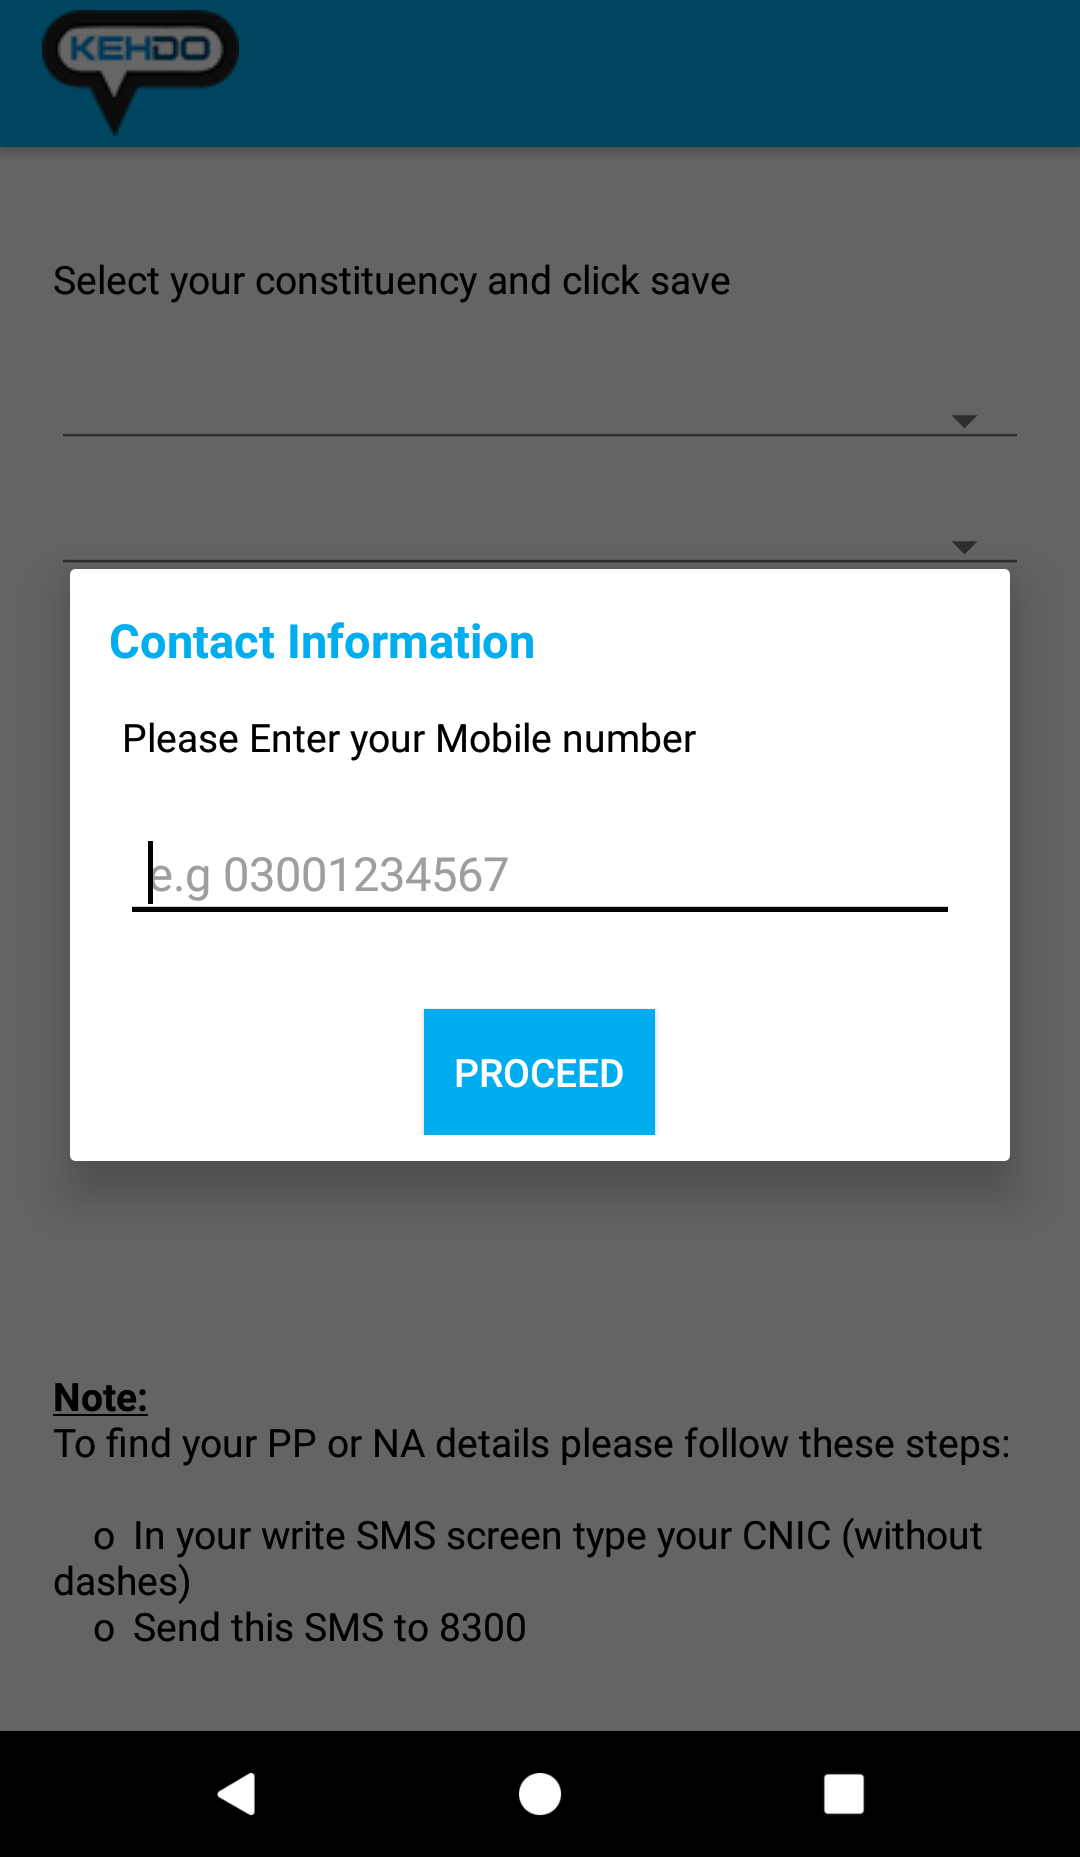 KEHDO
Select your constituency and click save
Contact Information
Please Enter your Mobile number
e.g 03001234567
PROCEED
Note:
To find your PP or NA details please follow these steps:
o In your write SMS screen type your CNIC (without
dashes)
o Send this SMS to 8300